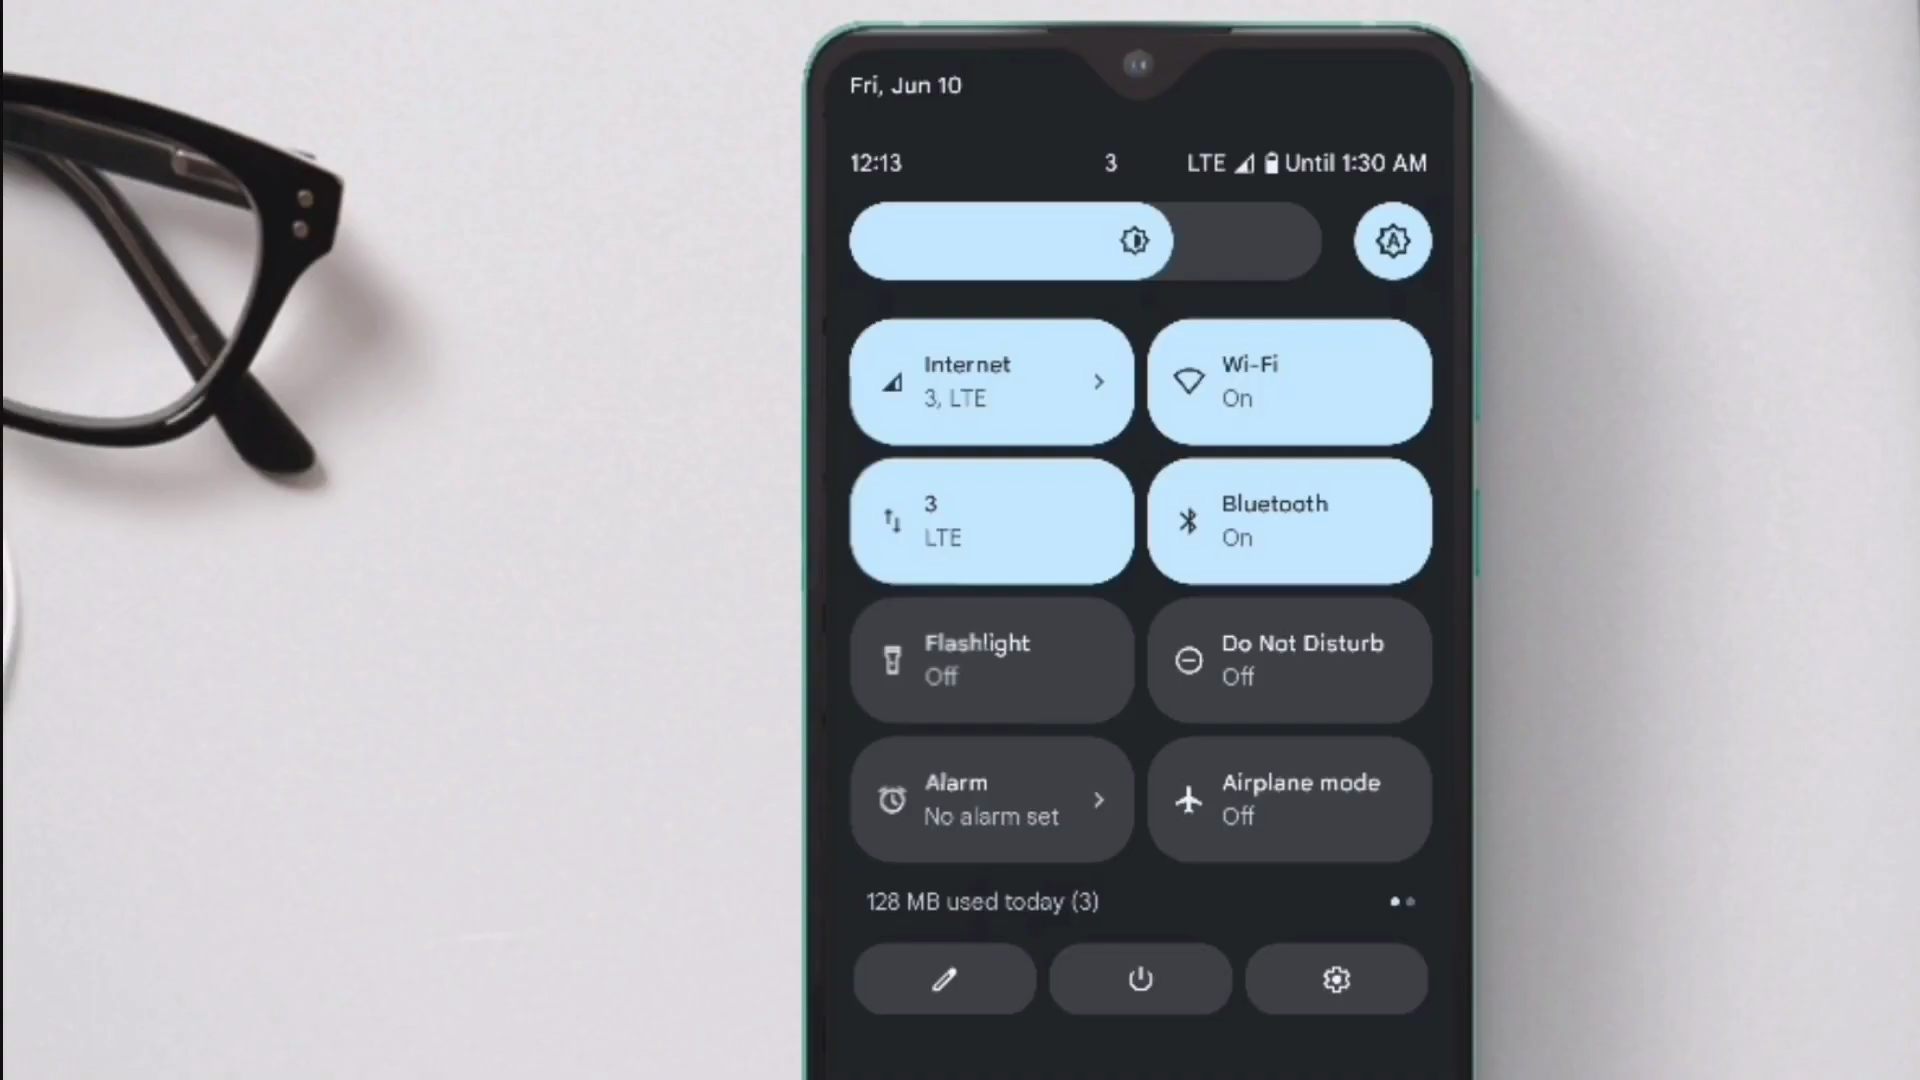 Fri, Jun 10
12:13 3 LTE Until 1:30 AM
A
Internet
3, LTE
Wi-Fi
On
3
LTE
Bluetooth
On
Flashlight
Off
Do Not Disturb
Off
Alarm
No alarm set
Airplane mode
Off
128 MB used today (3)